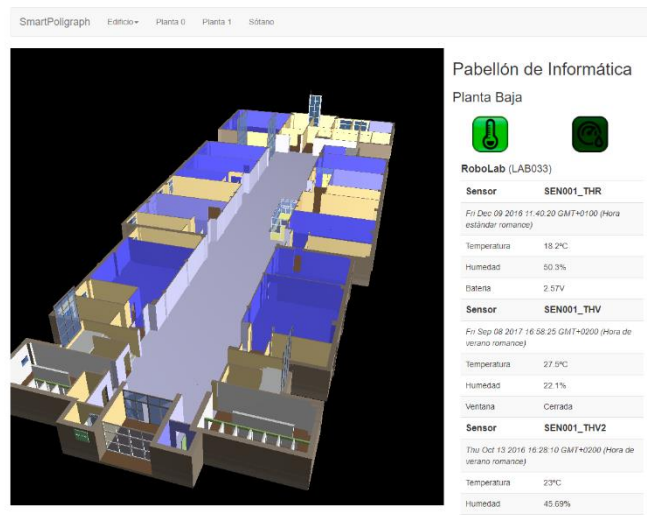 SmartPoligraph Edificio Planta 0 Planta 1 Sótano
Pabellón de Informática
Planta Baja
RoboLab (LAB033)
Sensor SEN001_THR
Fri Dec 09 2016 11:40:20 GMT+0100 (Hora
estándar romance)
Temperatura 18.2ºC
Humedad 50.3%
Bateria 2.57V
Sensor SEN001_THV
Fri Sep 08 2017 16:58:25 GMT+0200 (Hora de
verano romance)
Temperatura 27.5ºC
Humedad 22.1%
Ventana Cerrada
Sensor SEN001_THV2
Thu Oct 13 2016 16:28:10 GMT+0200 (Hora de
verano romance)
Temperatura 23ºC
Humedad 45.69%